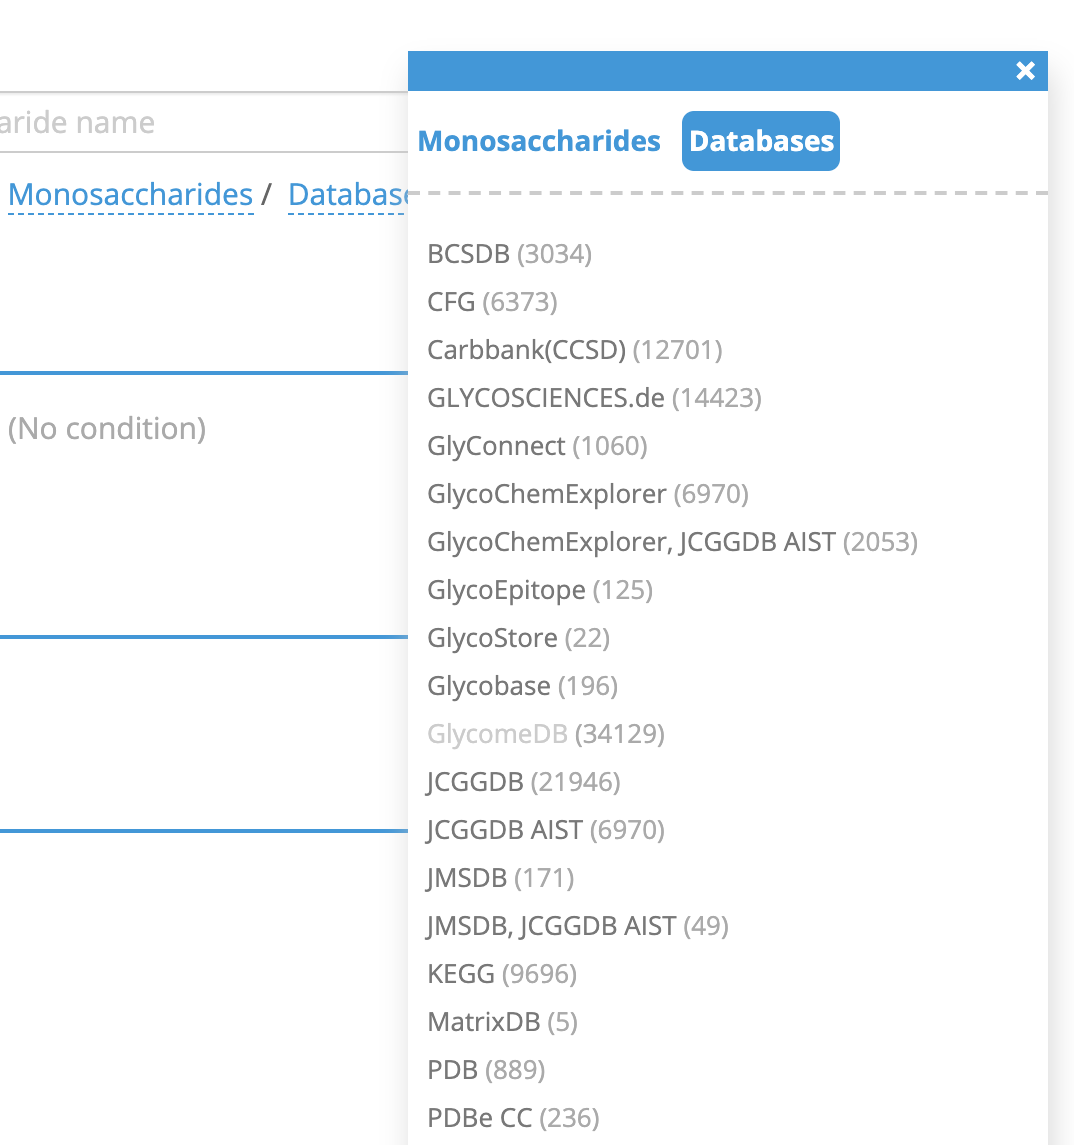 aride name
Monosaccharides / Databas
(No condition)
×
Monosaccharides Databases
BCSDB (3034)
CFG (6373)
Carbbank(CCSD) (12701)
GLYCOSCIENCES.de (14423)
GlyConnect (1060)
GlycoChemExplorer (6970)
GlycoChemExplorer, JCGGDB AIST (2053)
GlycoEpitope (125)
GlycoStore (22)
Glycobase (196)
GlycomeDB (34129)
JCGGDB (21946)
JCGGDB AIST (6970)
JMSDB (171)
JMSDB, JCGGDB AIST (49)
KEGG (9696)
MatrixDB (5)
PDB (889)
PDBe CC (236)